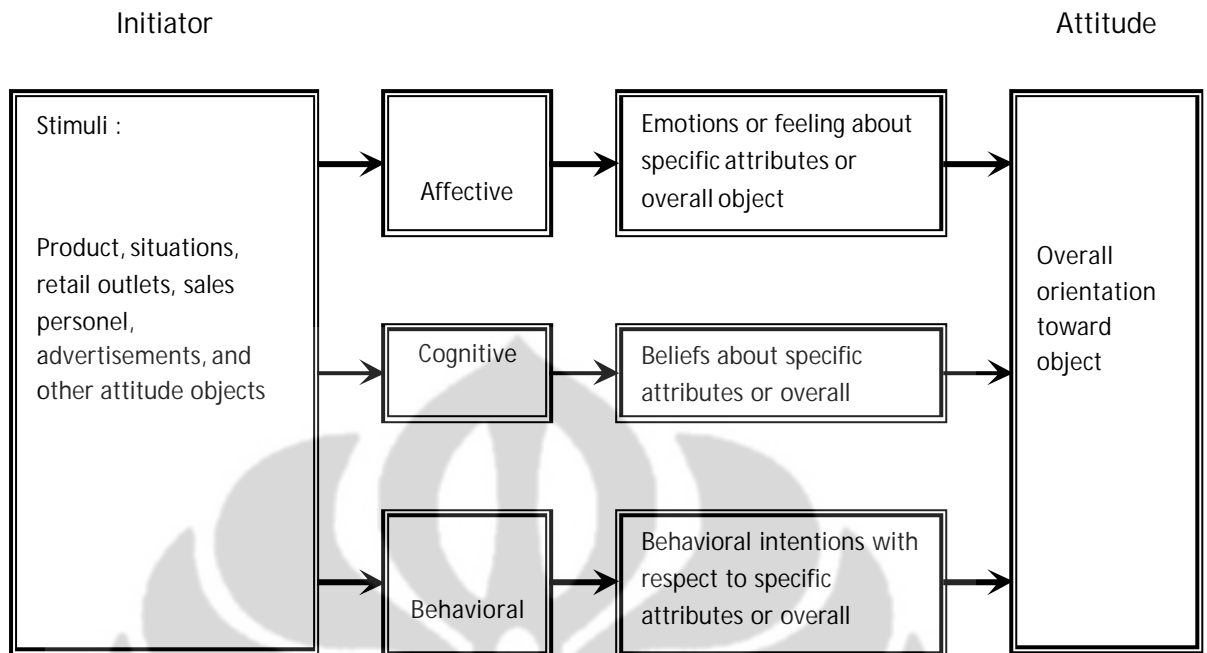 Initiator
Attitude
Stimuli :
Product, situations,
retail outlets, sales
personel,
advertisements, and
other attitude objects
Affective
Emotions or feeling about
specific attributes or
overall object
Cognitive
Beliefs about specific
attributes or overall
Behavioral
Behavioral intentions with
respect to specific
attributes or overall
Overall
orientation
toward
object